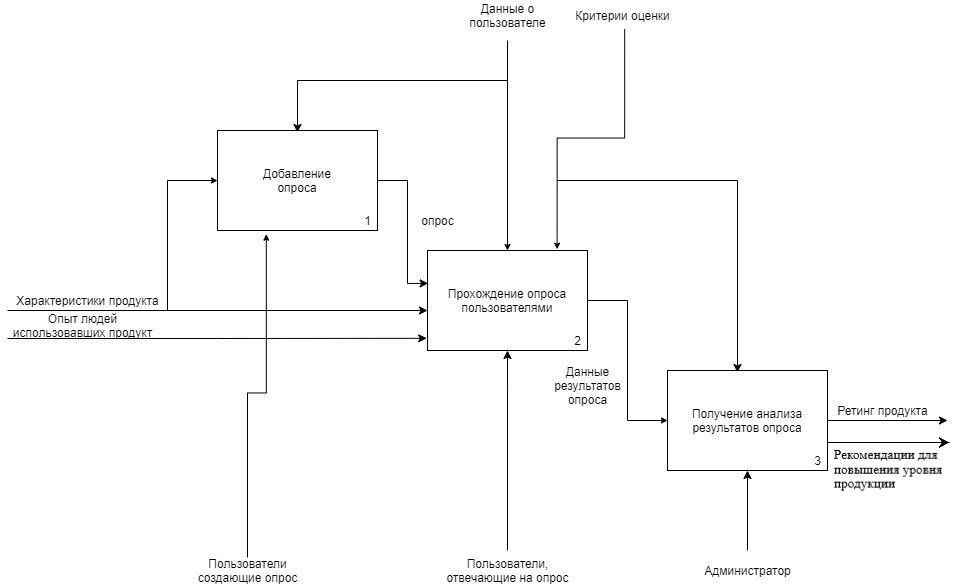 Данные о
пользователе
Критерии оценки
Добавление
опроса
1
опрос
Характеристики продукта
Опыт людей
использовавших продукт
Прохождение опроса
пользователями
2
Данные
результатов
опроса
Получение анализа
результатов опроса
3
Ретинг продукта
Рекомендации для
повышения уровня
продукции
Пользователи
создающие опрос
Пользователи,
отвечающие на опрос
Администратор